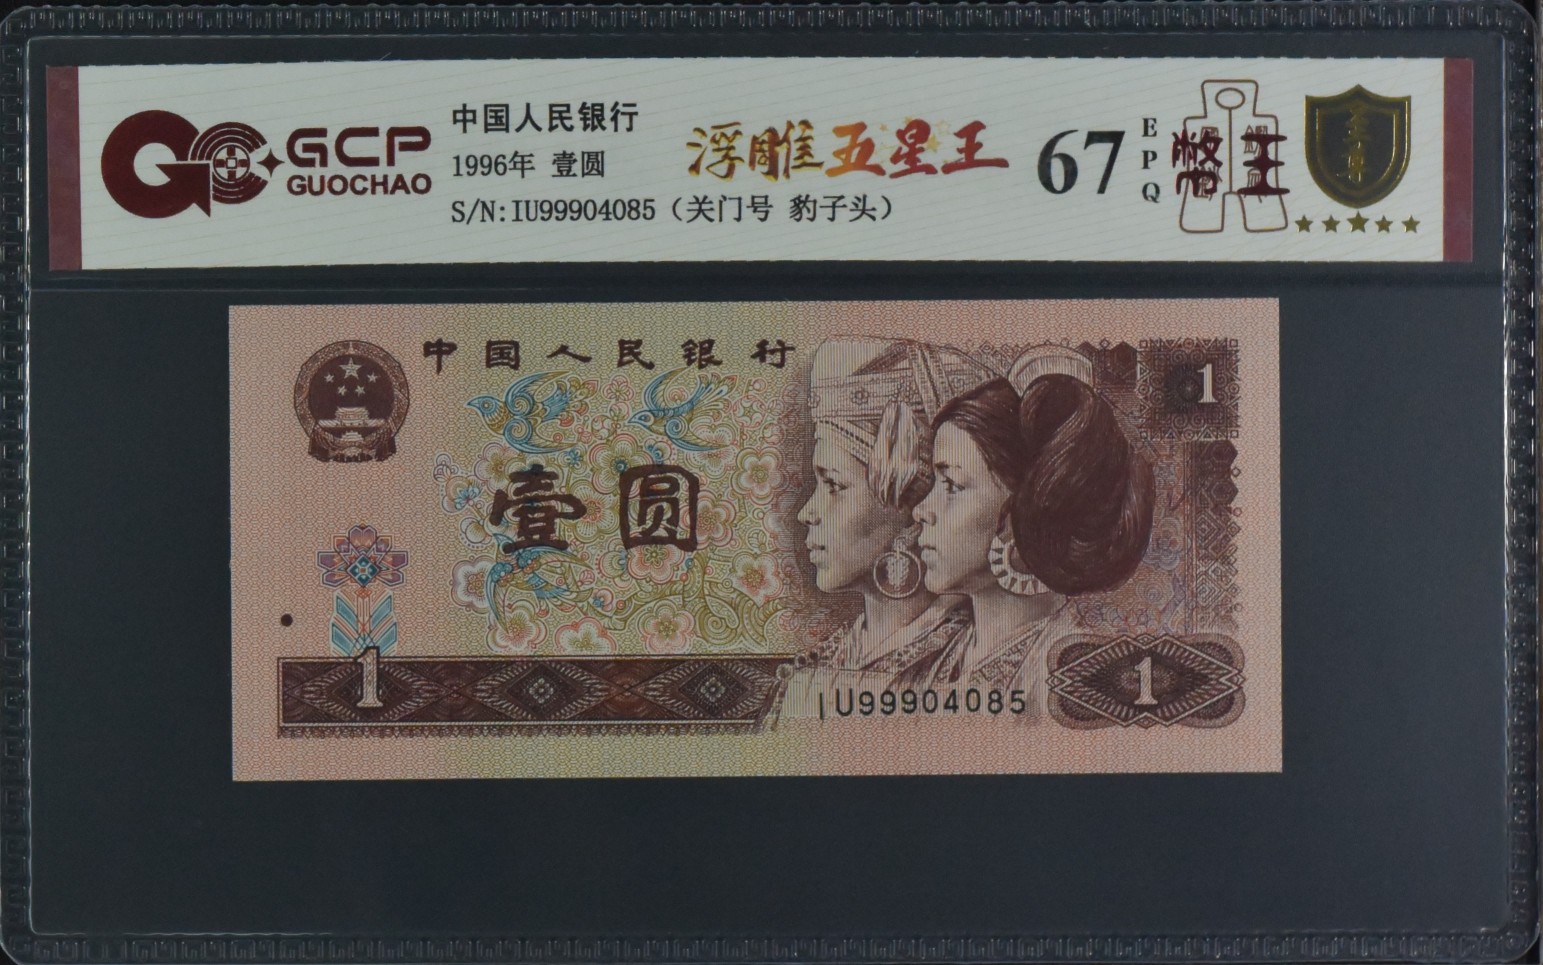 GCP
GUOCHAO
中国人民银行
1996年 壹圆
S/N:IU99904085（关门号 豹子头）
浮雕五星王
67
EPQ
中国人民银行
壹圆
1
1
1
IU99904085